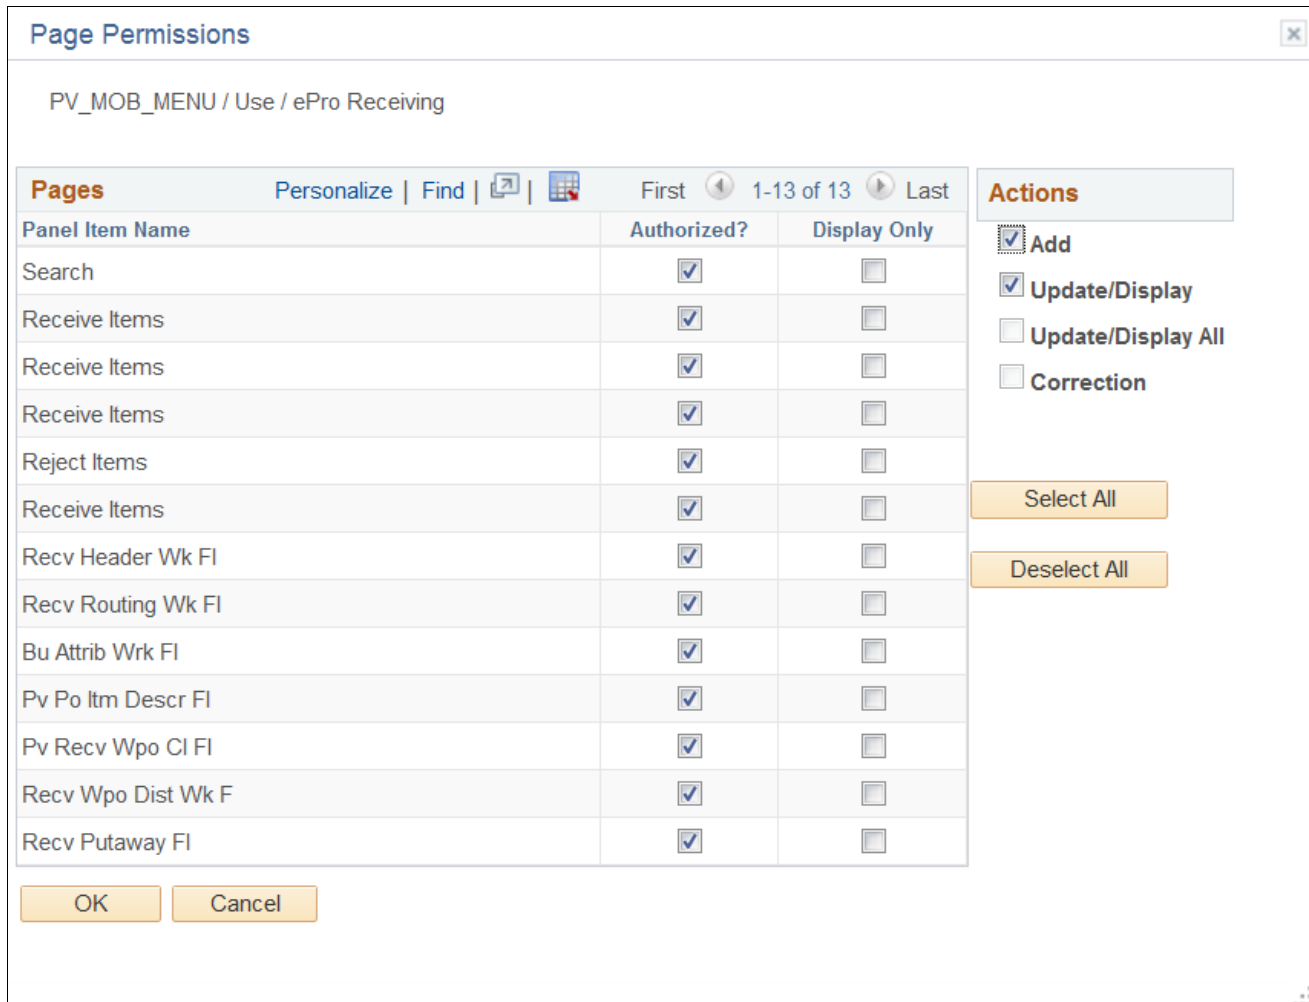 Page Permissions
PV_MOB_MENU / Use / ePro Receiving
Pages Personalize | Find | | First 1-13 of 13 Last
Panel Item Name Authorized? Display Only
Search
Receive Items
Receive Items
Receive Items
Reject Items
Receive Items
Recv Header Wk Fl
Recv Routing Wk Fl
Bu Attrib Wrk Fl
Pv Po Itm Descr Fl
Pv Recv Wpo Cl Fl
Recv Wpo Dist Wk F
Recv Putaway Fl
OK Cancel
Actions
Add
Update/Display
Update/Display All
Correction
Select All
Deselect All